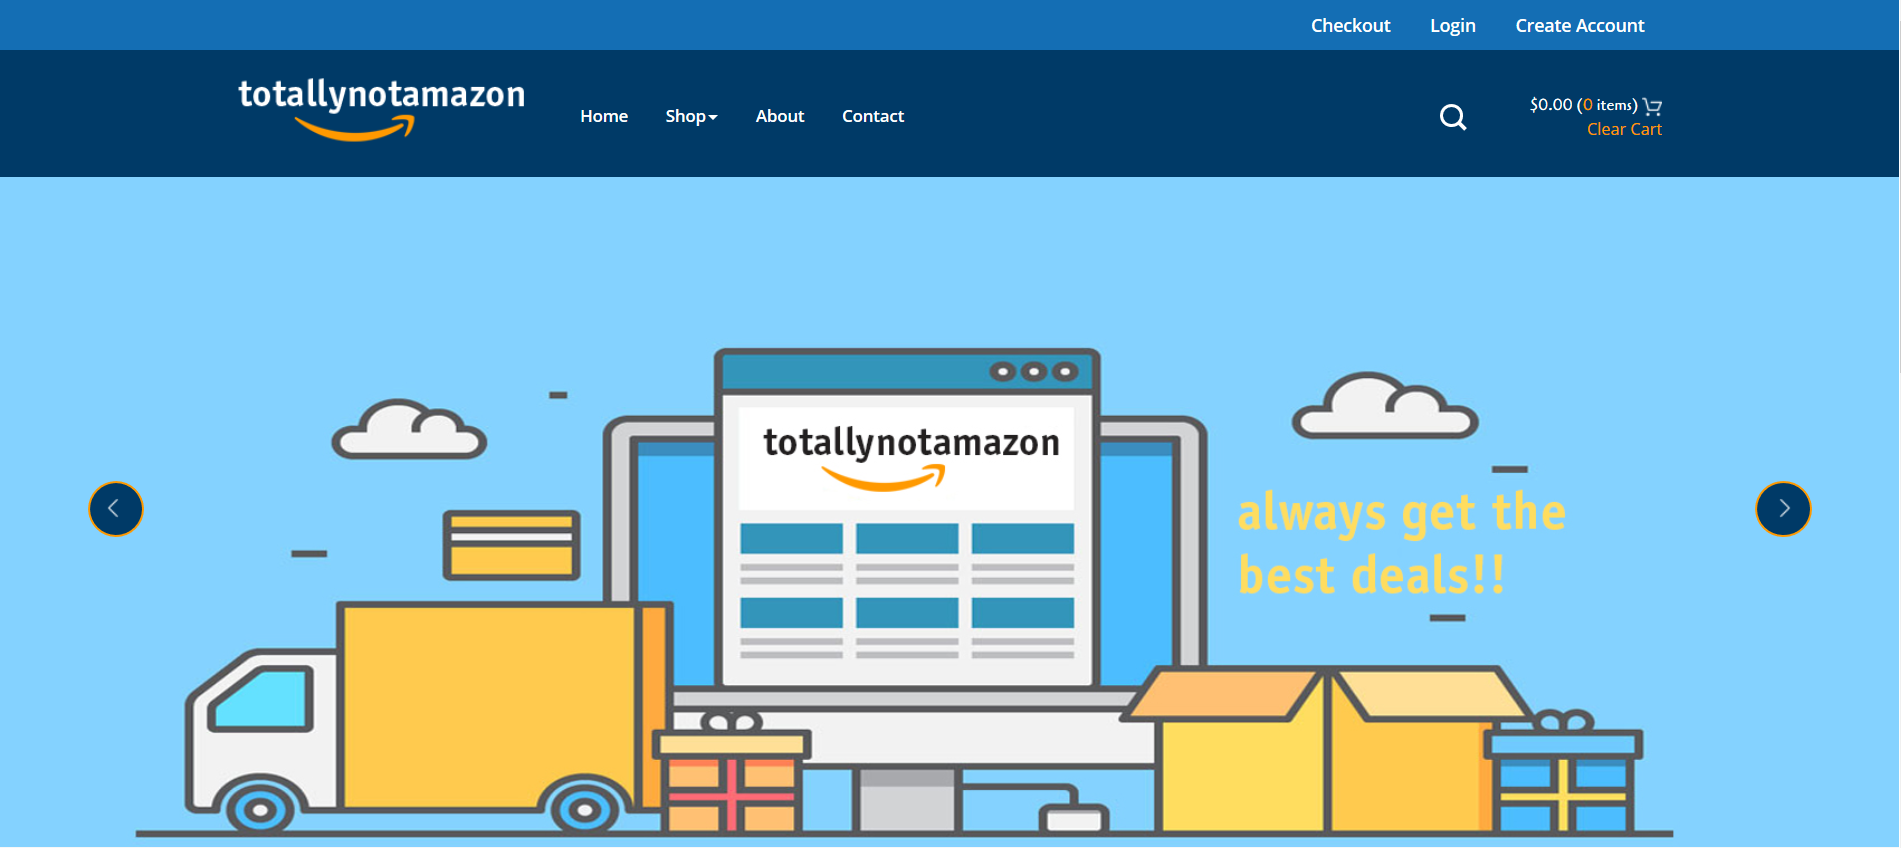 Checkout Login Create Account
totallynotamazon
Home Shop About Contact
$0.00 (0 items)
Clear Cart
totallynotamazon
always get the
best deals!!